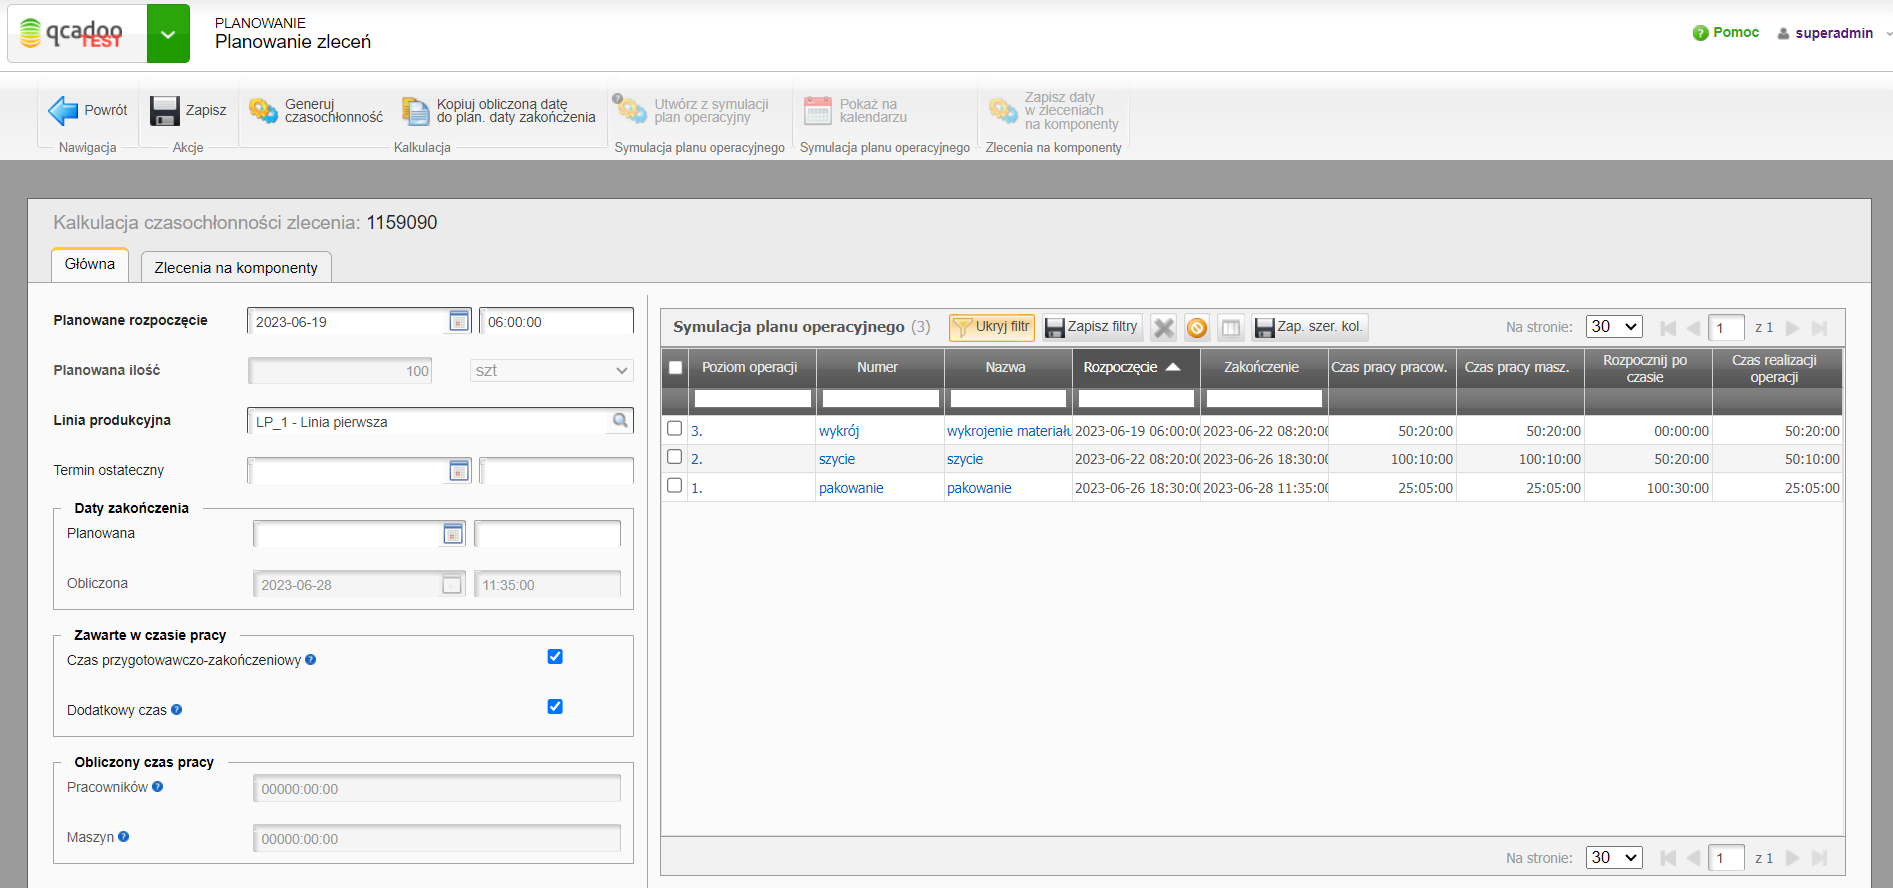 qcadoo
TEST
PLANOWANIE
Planowanie zleceń
Pomoc
superadmin
Powrót
Zapisz
Generuj
czasochłonność
Kopiuj obliczoną datę
do plan. daty zakończenia
Utwórz z symulacji
plan operacyjny
Pokaż na
kalendarzu
Zapisz daty
w zleceniach
na komponenty
Nawigacja
Akcje
Kalkulacja
Symulacja planu operacyjnego
Symulacja planu operacyjnego
Zlecenia na komponenty
Kalkulacja czasochłonności zlecenia: 1159090
Główna
Zlecenia na komponenty
Planowane rozpoczęcie 2023-06-19 06:00:00
Planowana ilość 100 szt
Linia produkcyjna LP_1 - Linia pierwsza
Termin ostateczny
Daty zakończenia
Planowana
Obliczona 2023-06-28 11:35:00
Zawarte w czasie pracy
Czas przygotowawczo-zakończeniowy
Dodatkowy czas
Obliczony czas pracy
Pracowników 00000:00:00
Maszyn 00000:00:00
Symulacja planu operacyjnego (3) Ukryj filtr Zapisz filtry Zap. szer. kol. Na stronie: 30 1 z 1
Poziom operacji Numer Nazwa Rozpoczęcie Zakończenie Czas pracy pracow. Czas pracy masz. Rozpocznij po czasie Czas realizacji operacji
3. wykrój wykrojenie materiału 2023-06-19 06:00:00 2023-06-22 08:20:00 50:20:00 50:20:00 00:00:00 50:20:00
2. szycie szycie 2023-06-22 08:20:00 2023-06-26 18:30:00 100:10:00 100:10:00 50:20:00 50:10:00
1. pakowanie pakowanie 2023-06-26 18:30:00 2023-06-28 11:35:00 25:05:00 25:05:00 100:30:00 25:05:00
Na stronie: 30 1 z 1